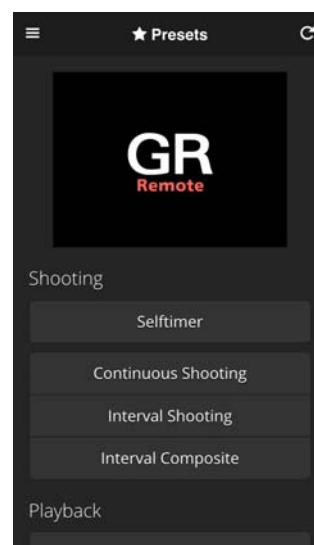 Presets
GR
Remote
Shooting
Selftimer
Continuous Shooting
Interval Shooting
Interval Composite
Playback